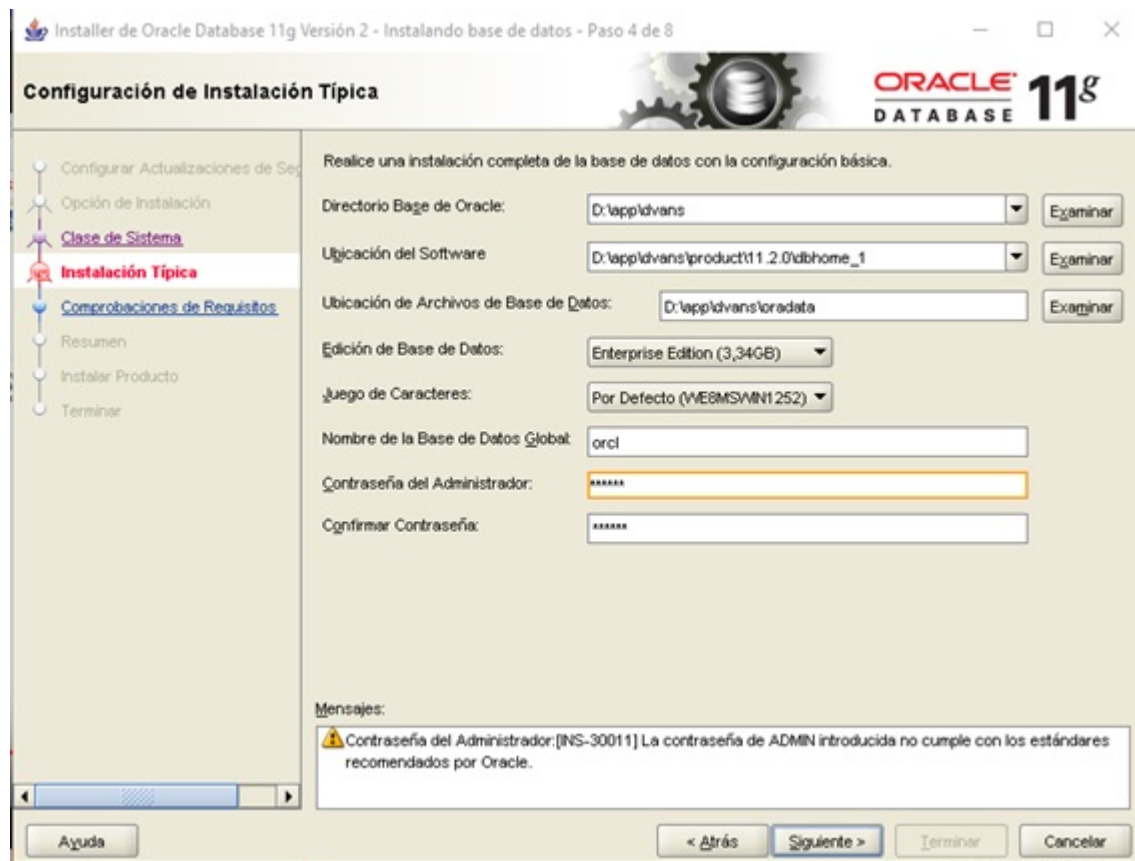 Installer de Oracle Database 11g Versión 2 - Instalando base de datos - Paso 4 de 8
Configuración de Instalación Típica
ORACLE
DATABASE 11g
Configurar Actualizaciones de Seg
Opción de Instalación
Clase de Sistema
Instalación Típica
Comprobaciones de Requisitos
Resumen
Instalar Producto
Terminar
Realice una instalación completa de la base de datos con la configuración básica.
Directorio Base de Oracle: D:\app\dvans Examinar
Ubicación del Software D:\app\dvans\product\11.2.0\dbhome_1 Examinar
Ubicación de Archivos de Base de Datos: D:\app\dvans\oradata Examinar
Edición de Base de Datos: Enterprise Edition (3,34GB)
Juego de Caracteres: Por Defecto (WE8MSWIN1252)
Nombre de la Base de Datos Global: orcl
Contraseña del Administrador: ******
Confirmar Contraseña: ******
Mensajes:
Contraseña del Administrador:[INS-30011] La contraseña de ADMIN introducida no cumple con los estándares
recomendados por Oracle.
Ayuda < Atrás Siguiente > Terminar Cancelar